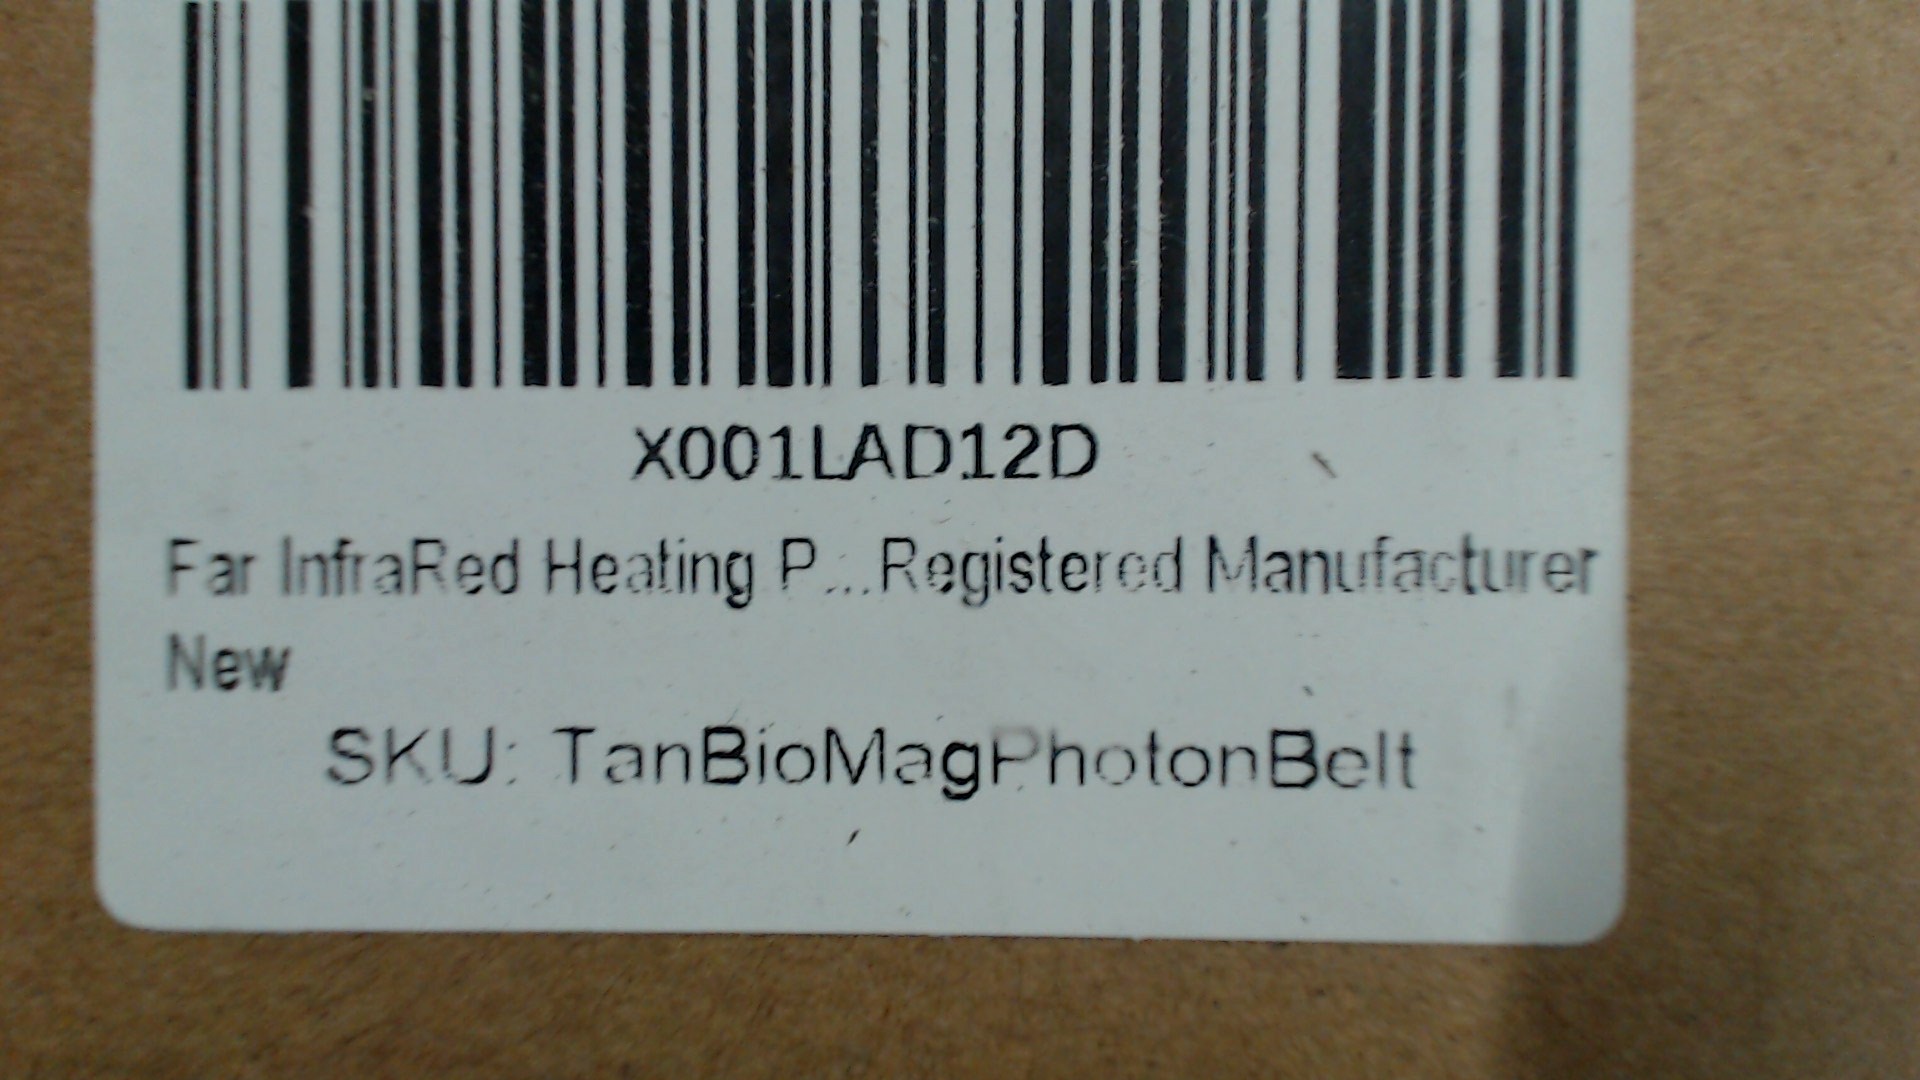 X001LAD12D
Far InfraRed Heating P...Registered Manufacturer
New
SKU: TanBioMagPhotonBelt